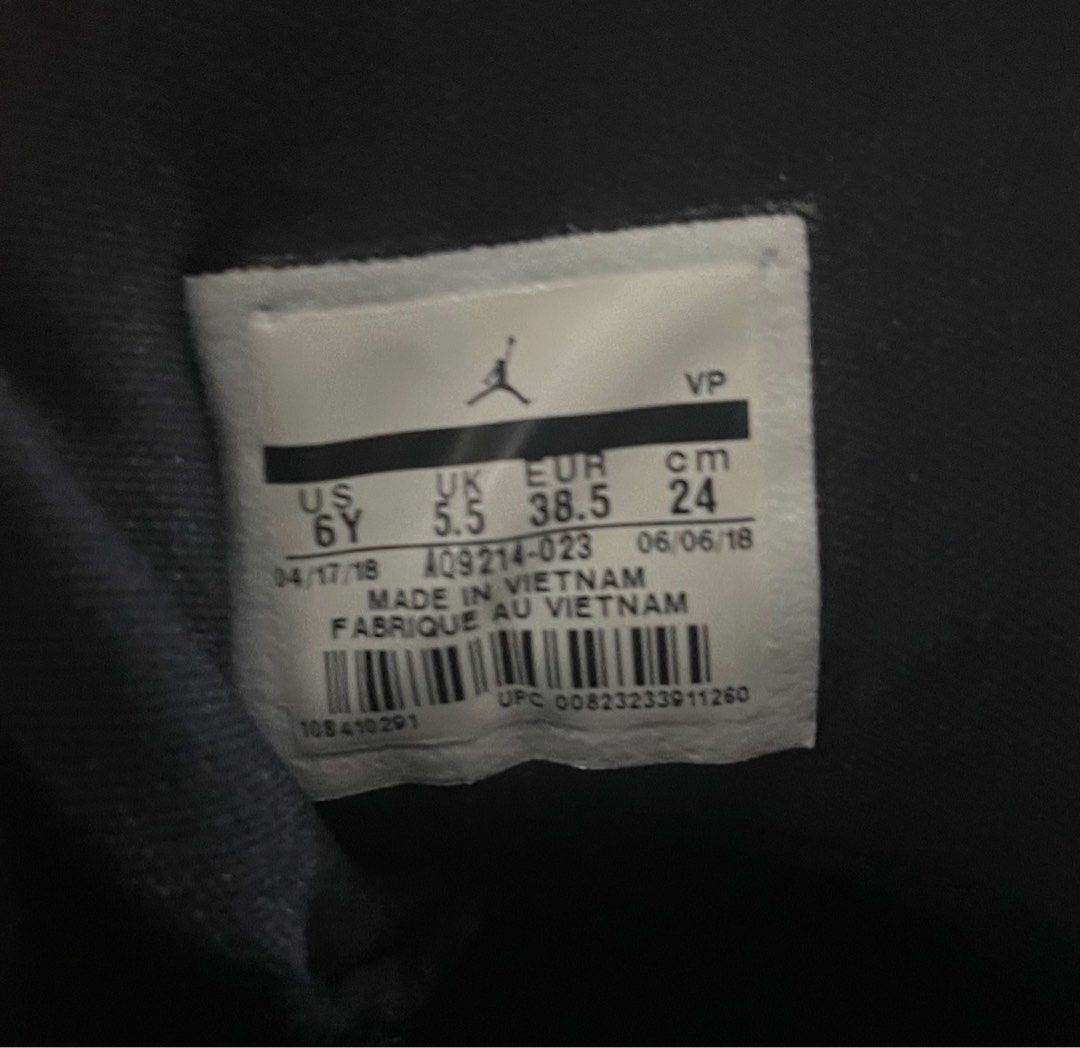 VP
US UK EUR cm
6Y 5.5 38.5 24
04/17/18 AQ9214-023 06/06/18
MADE IN VIETNAM
FABRIQUE AU VIETNAM
UPC 00823233911260
108410291